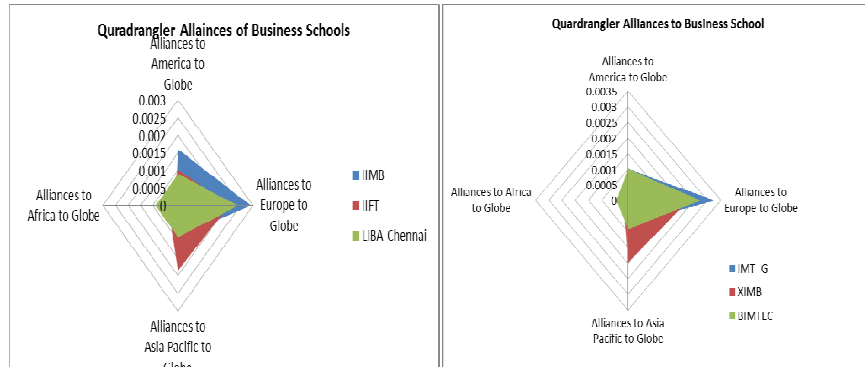 Quradrangler Allainces of Business Schools
Alliances to
America to
Globe
0.003
0.0025
0.002
0.0015
0.001
0.0005
0
Alliances to
Africa to Globe
Alliances to
Europe to
Globe
Alliances to
Asia Pacific to
Globe
IIMB
IIFT
LIBA Chennai
Quardrangler Alliances to Business School
Alliances to
America to Globe
0.0035
0.003
0.0025
0.002
0.0015
0.001
0.0005
0
Alliances to Africa
to Globe
Alliances to
Europe to Globe
Alliances to Asia
Pacific to Globe
IMT G
XIMB
BIMTEC